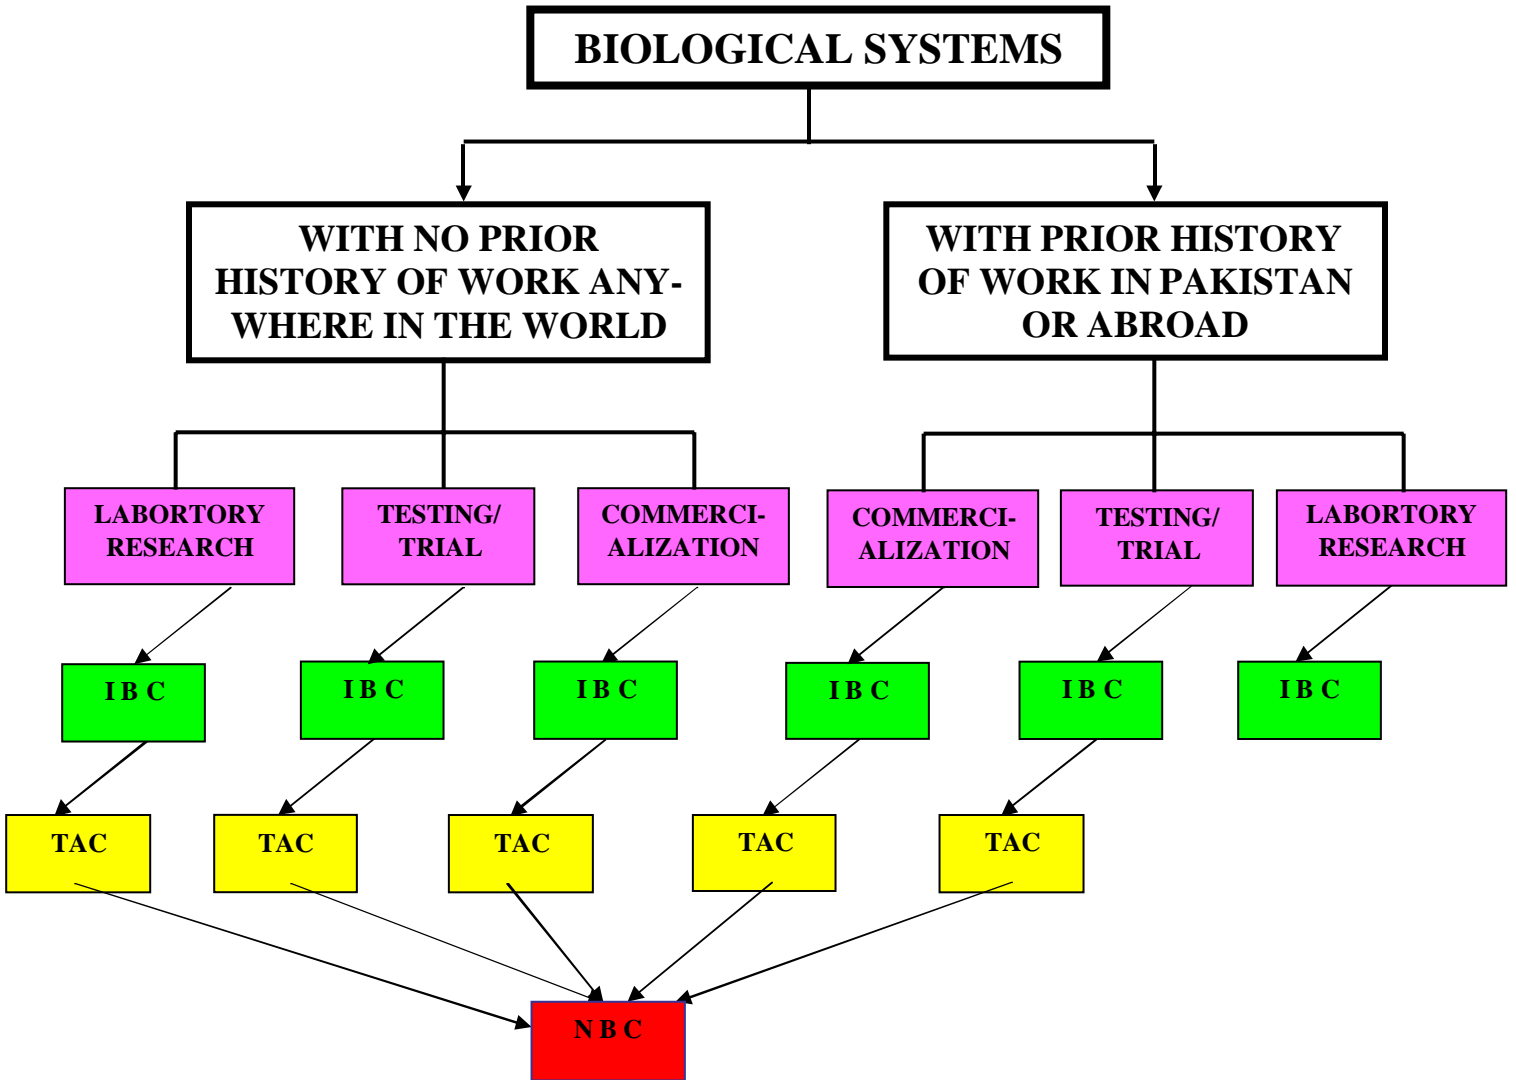 BIOLOGICAL SYSTEMS
WITH NO PRIOR
HISTORY OF WORK ANY-
WHERE IN THE WORLD
WITH PRIOR HISTORY
OF WORK IN PAKISTAN
OR ABROAD
LABORTORY
RESEARCH
TESTING/
TRIAL
COMMERCI-
ALIZATION
COMMERCI-
ALIZATION
TESTING/
TRIAL
LABORTORY
RESEARCH
I B C
I B C
I B C
I B C
I B C
I B C
TAC
TAC
TAC
TAC
TAC
N B C